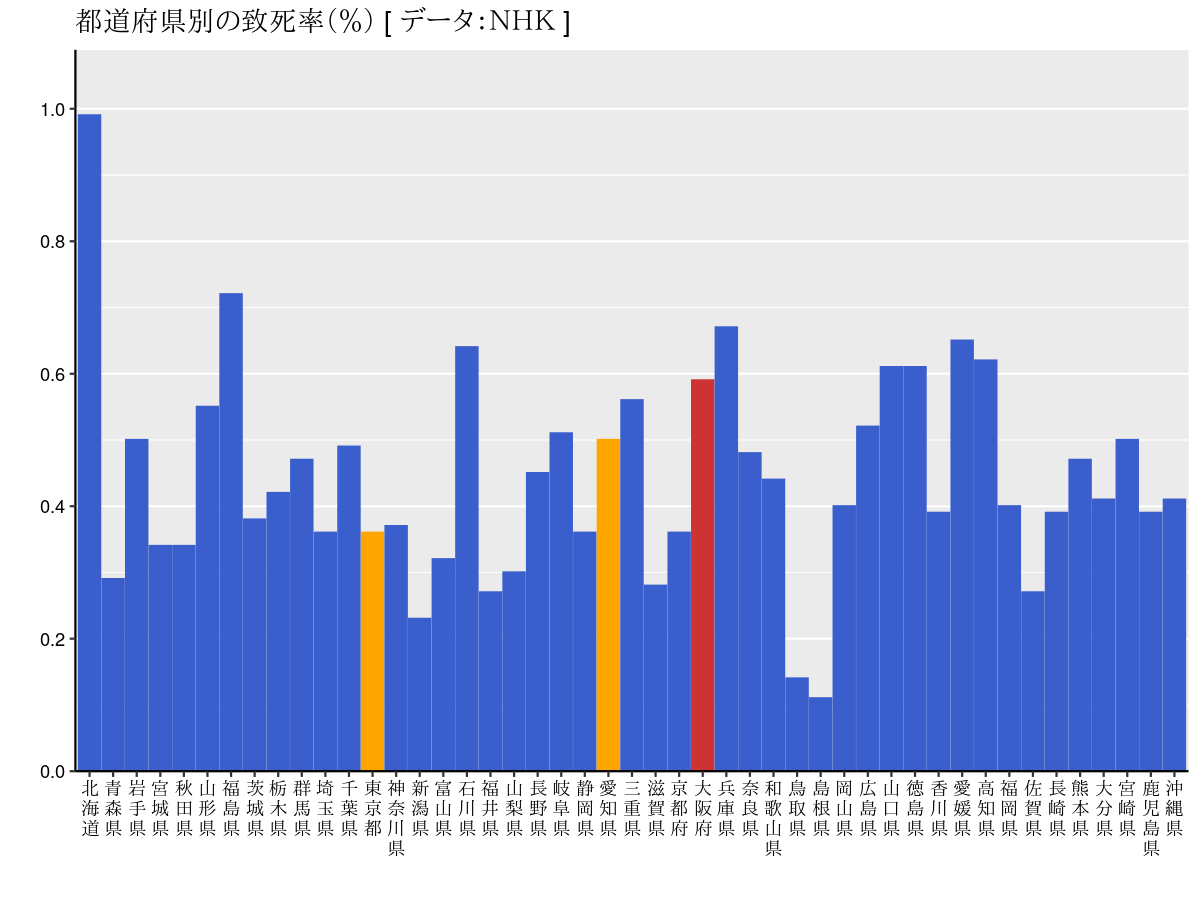 都道府県別の致死率(%) [ データ:NHK ]
1.0
0.8
0.6
0.4
0.2
0.0
北海道
青森県
岩手県
宮城県
秋田県
山形県
福島県
茨城県
栃木県
群馬県
埼玉県
千葉県
東京都
神奈川県
新潟県
富山県
石川県
福井県
山梨県
長野県
岐阜県
静岡県
愛知県
三重県
滋賀県
京都府
大阪府
兵庫県
奈良県
和歌山県
鳥取県
島根県
岡山県
広島県
山口県
徳島県
香川県
愛媛県
高知県
福岡県
佐賀県
長崎県
熊本県
大分県
宮崎県
鹿児島県
沖縄県